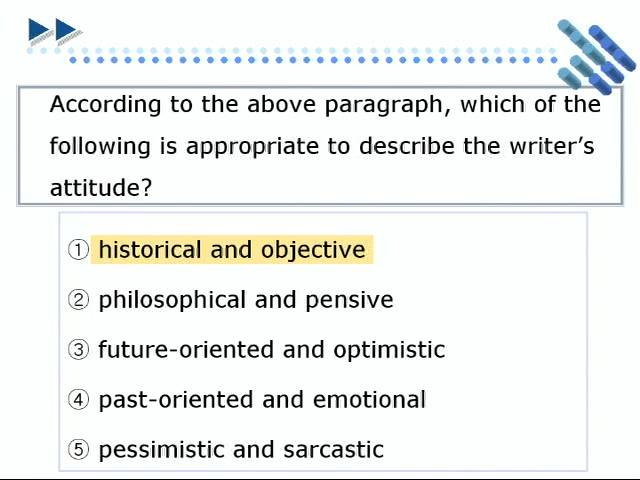 According to the above paragraph, which of the
following is appropriate to describe the writer's
attitude?
① historical and objective
② philosophical and pensive
③ future-oriented and optimistic
④ past-oriented and emotional
⑤ pessimistic and sarcastic